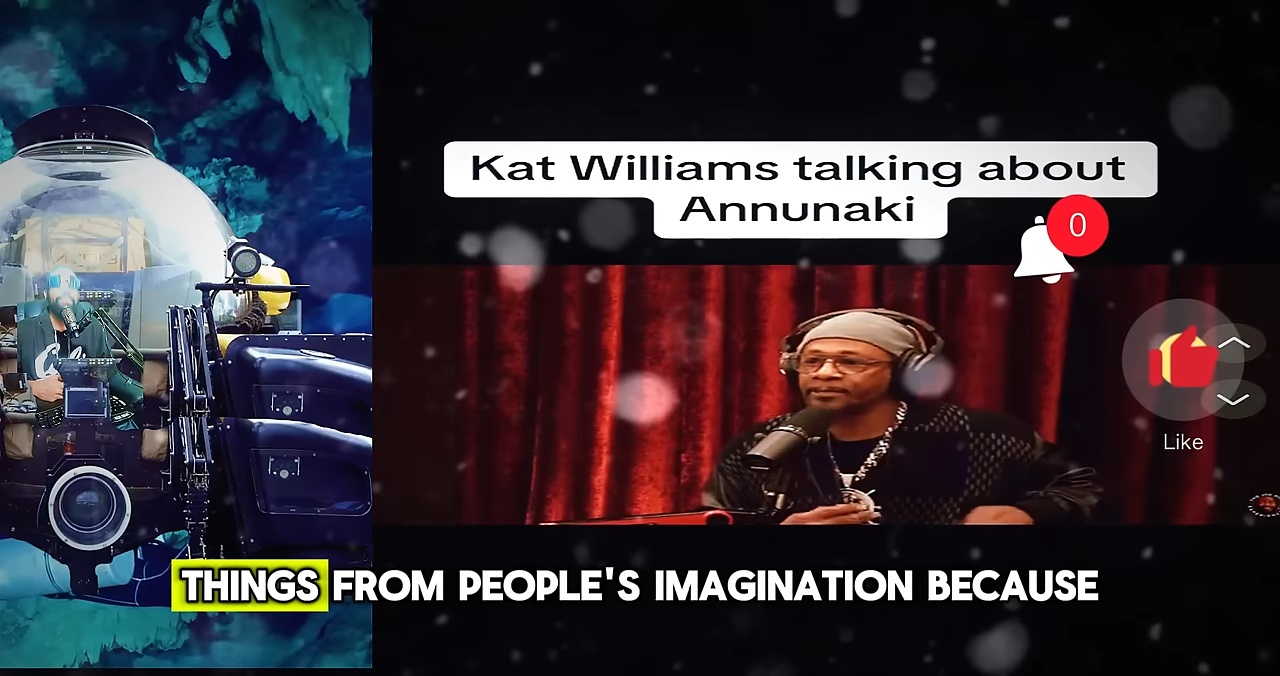 Kat Williams talking about
Annunaki
0
Like
THINGS FROM PEOPLE'S IMAGINATION BECAUSE